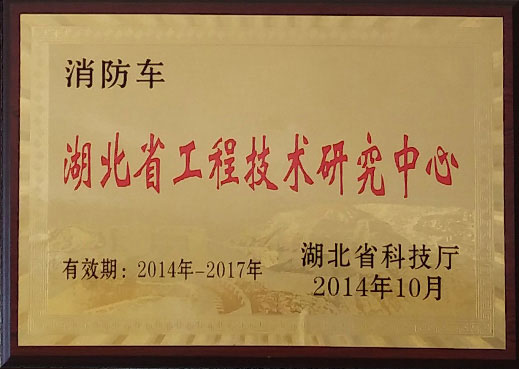 消防车
湖北省工程技术研究中心
有效期：2014年-2017年
湖北省科技厅
2014年10月